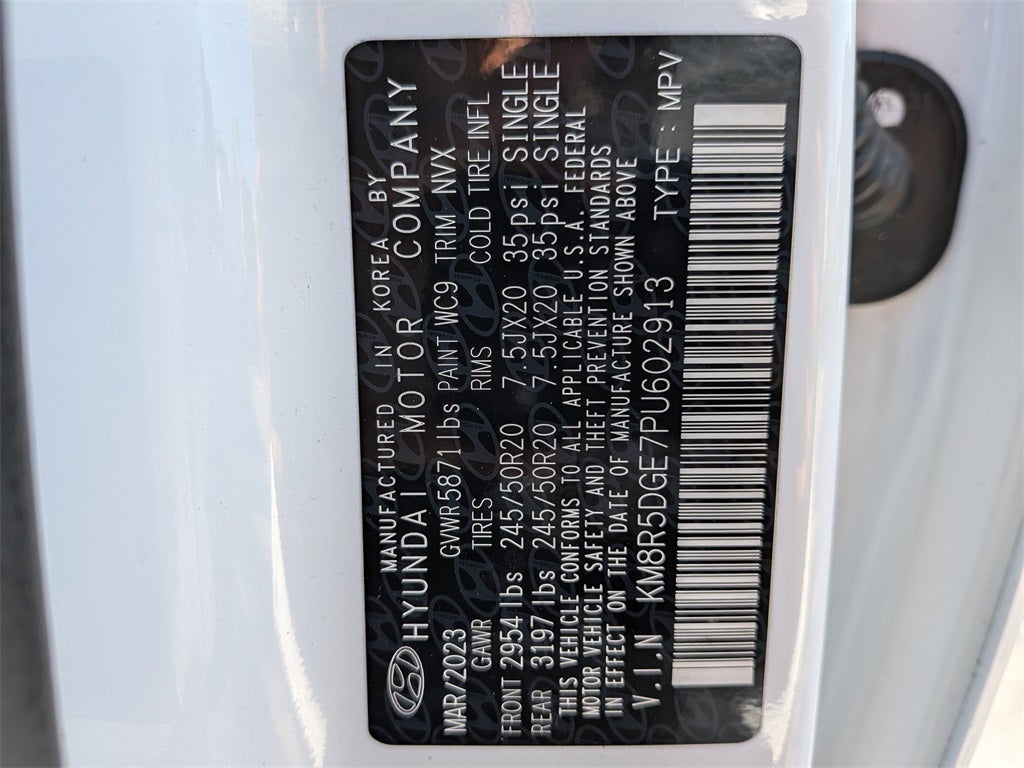 MANUFACTURED IN KOREA BY
HYUNDAI MOTOR COMPANY
MAR/2023 GVWR5871lbs PAINT WC9 TRIM NVX
GAWR TIRES RIMS COLD TIRE INFL
FRONT 2954lbs 245/50R20 7.5JX20 35psi SINGLE
REAR 3197lbs 245/50R20 7.5JX20 35psi SINGLE
THIS VEHICLE CONFORMS TO ALL APPLICABLE U.S.A. FEDERAL
MOTOR VEHICLE SAFETY AND THEFT PREVENTION STANDARDS
IN EFFECT ON THE DATE OF MANUFACTURE SHOWN ABOVE
V.I.N KM8R5DGE7PU602913 TYPE: MPV